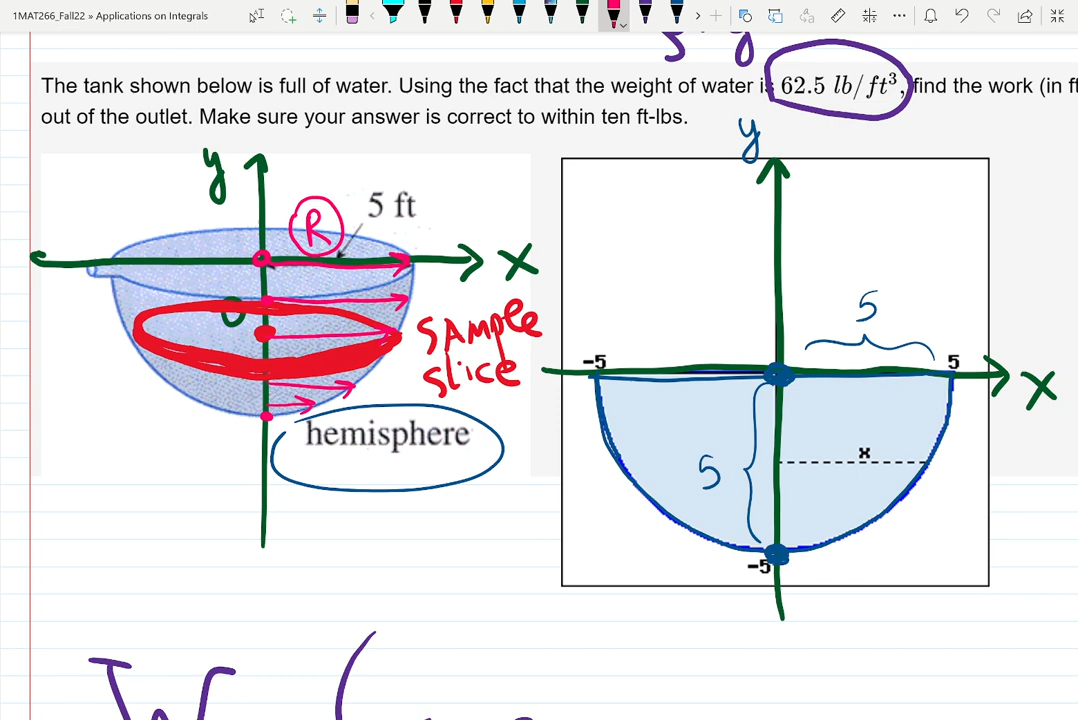 1MAT266_Fall22 » Applications on Integrals
The tank shown below is full of water. Using the fact that the weight of water is 62.5 lb/ft³, find the work (in ft
out of the outlet. Make sure your answer is correct to within ten ft-lbs.
y
y
R
5 ft
x
O
SAmple
slice
5
-5
5
x
x
5
hemisphere
-5
W